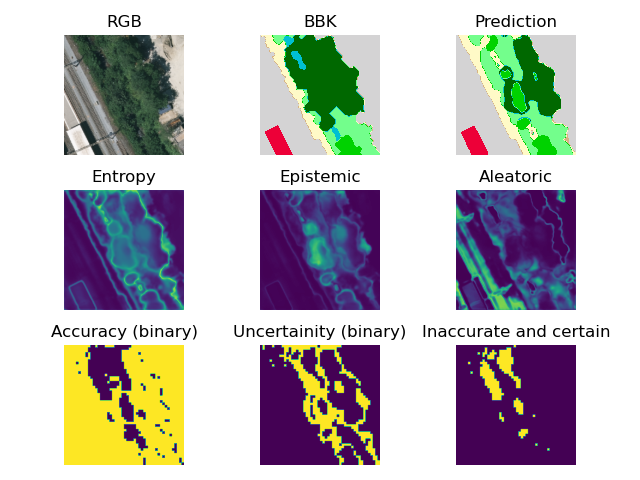 RGB
BBK
Prediction
Entropy
Epistemic
Aleatoric
Accuracy (binary)
Uncertainity (binary)
Inaccurate and certain